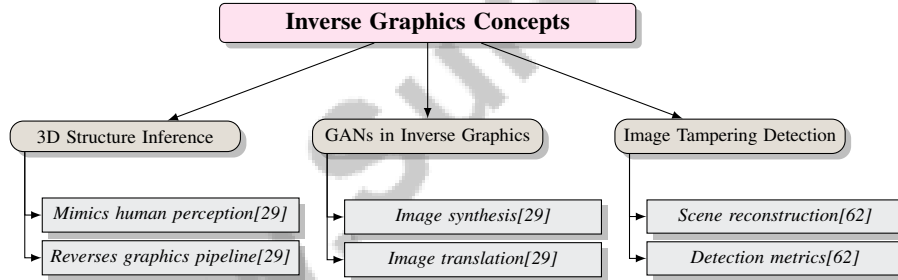 Inverse Graphics Concepts
3D Structure Inference
GANs in Inverse Graphics
Image Tampering Detection
Mimics human perception[29]
Reverses graphics pipeline[29]
Image synthesis[29]
Image translation[29]
Scene reconstruction[62]
Detection metrics[62]